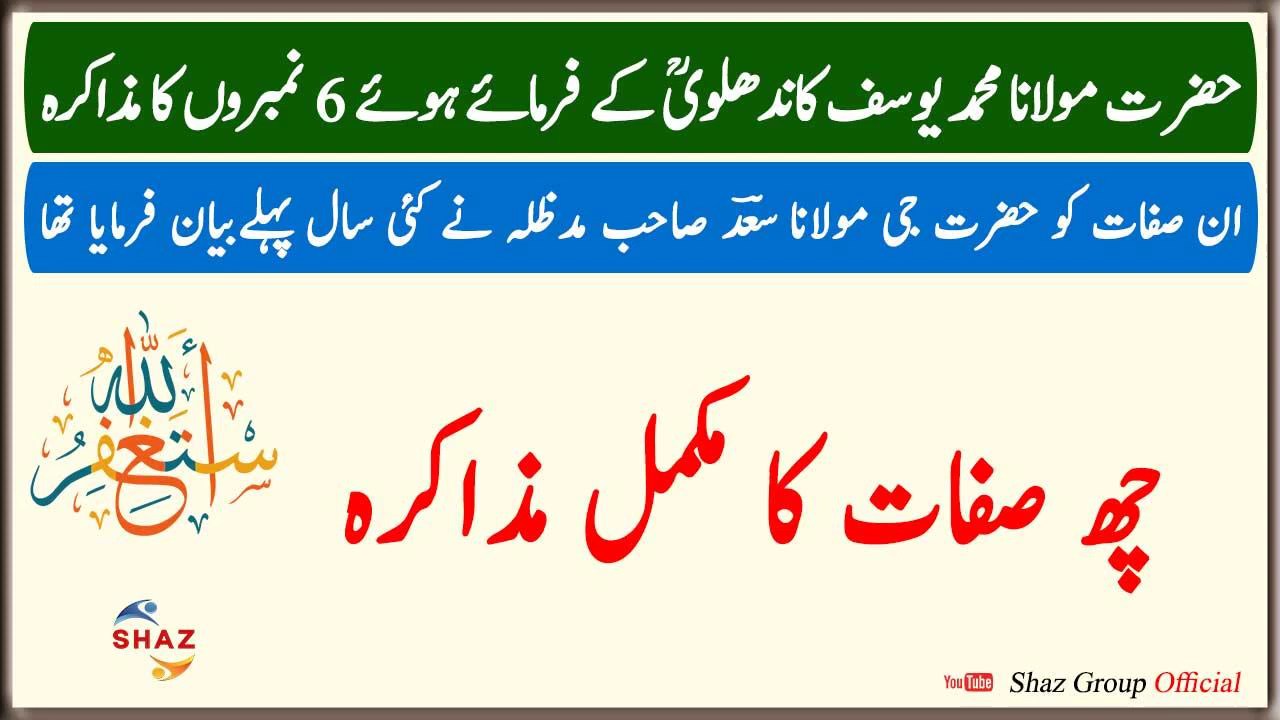 حضرت مولانا محمد یوسف کاندھلویؒ کے فرمائے ہوئے 6 نمبروں کا مذاکرہ
ان صفات کو حضرت جی مولانا سعدؔ صاحب مدظلہ نے کئی سال پہلے بیان فرمایا تھا
أستغفر الله
چھ صفات کا مکمل مذاکرہ
SHAZ
YouTube Shaz Group Official